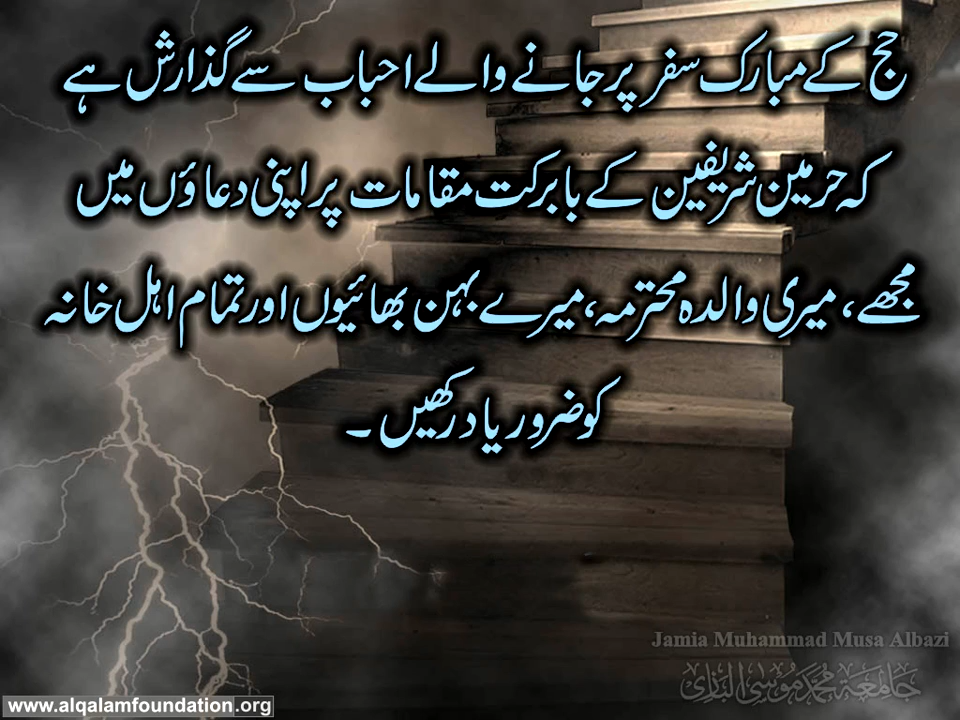 حج کے مبارک سفر پر جانے والے احباب سے گذارش ہے
کہ حرمین شریفین کے بابرکت مقامات پر اپنی دعاؤں میں
مجھے، میری والدہ محترمہ، میرے بہن بھائیوں اور تمام اہل خانہ
کو ضرور یاد رکھیں۔
Jamia Muhammad Musa Albazi
جامعة محمد موسی البازی
www.alqalamfoundation.org